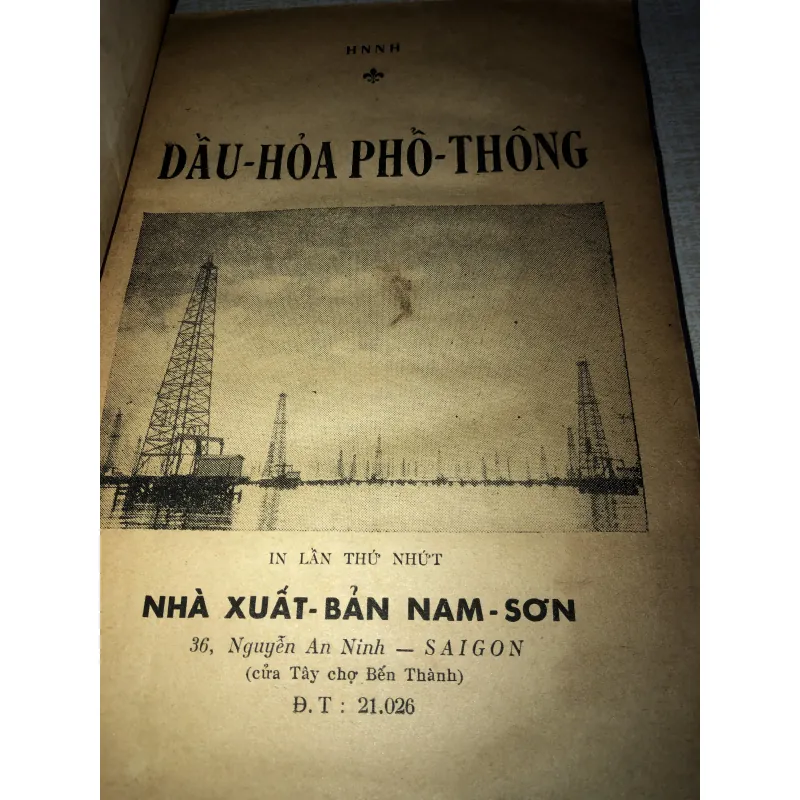 HNNH
DẦU-HỎA PHỔ-THÔNG
IN LẦN THỨ NHỨT
NHÀ XUẤT-BẢN NAM-SƠN
36, Nguyễn An Ninh — SAIGON
(cửa Tây chợ Bến Thành)
Đ.T : 21.026